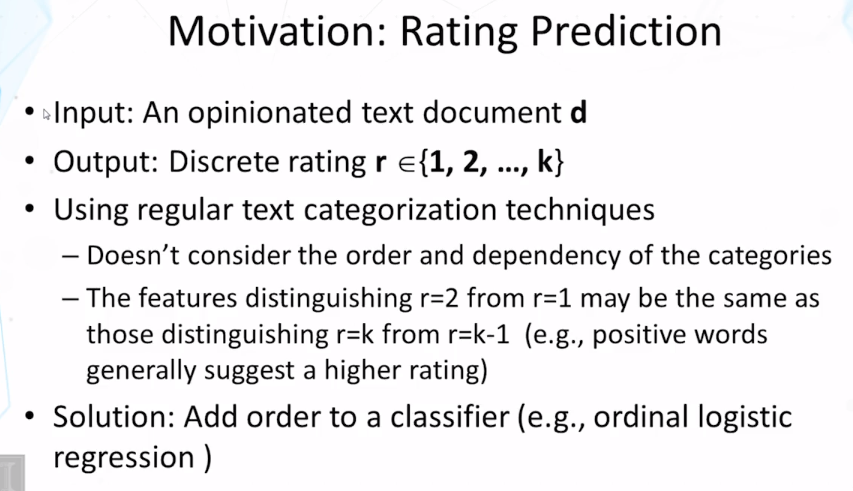 Motivation: Rating Prediction
• Input: An opinionated text document d
• Output: Discrete rating r ∈{1, 2, ..., k}
• Using regular text categorization techniques
– Doesn't consider the order and dependency of the categories
– The features distinguishing r=2 from r=1 may be the same as
those distinguishing r=k from r=k-1 (e.g., positive words
generally suggest a higher rating)
• Solution: Add order to a classifier (e.g., ordinal logistic
regression )